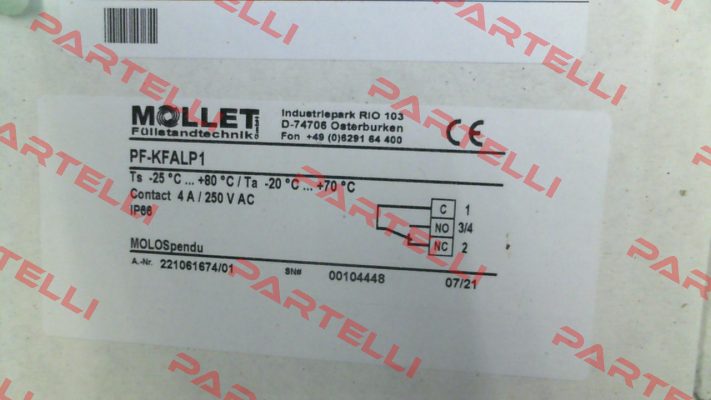 MOLLET
Füllstandtechnik GmbH
Industriepark RIO 103
D-74706 Osterburken
Fon +49 (0)6291 64 400
CE
PF-KFALP1
Ts -25 °C ... +80 °C / Ta -20 °C ... +70 °C
Contact 4 A / 250 V AC
IP66
C 1
NO 3/4
NC 2
MOLOSpendu
A.-Nr. 221061674/01 SN# 00104448 07/21
PARTELLI
PARTELLI
PARTELLI
PARTELLI
PARTELLI
PARTELLI
PARTELLI